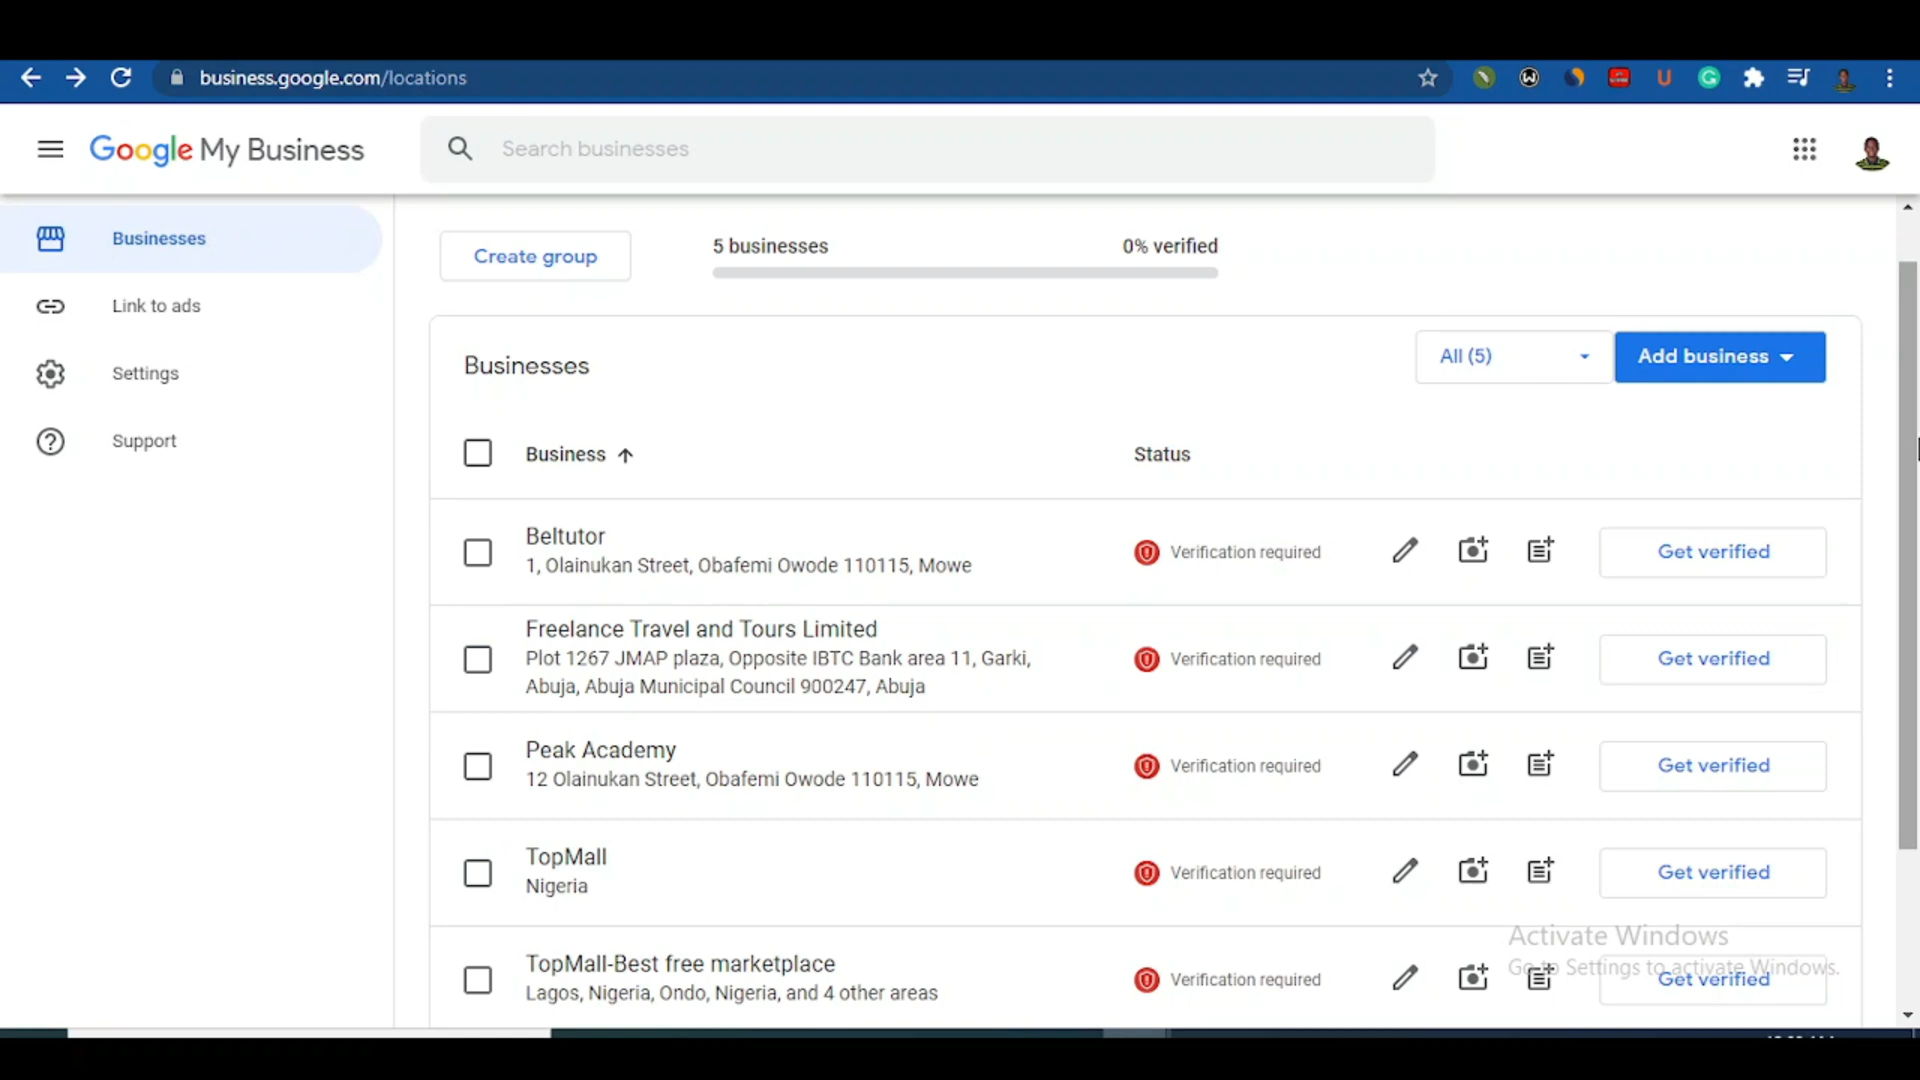 business.google.com/locations
Google My Business
Search businesses
Businesses
Link to ads
Settings
Support
Create group
5 businesses
0% verified
Businesses
All (5)
Add business
Business
Status
Beltutor
1, Olainukan Street, Obafemi Owode 110115, Mowe
Verification required
Get verified
Freelance Travel and Tours Limited
Plot 1267 JMAP plaza, Opposite IBTC Bank area 11, Garki,
Abuja, Abuja Municipal Council 900247, Abuja
Verification required
Get verified
Peak Academy
12 Olainukan Street, Obafemi Owode 110115, Mowe
Verification required
Get verified
TopMall
Nigeria
Verification required
Get verified
TopMall-Best free marketplace
Lagos, Nigeria, Ondo, Nigeria, and 4 other areas
Verification required
Get verified
Activate Windows
Go to Settings to activate Windows.